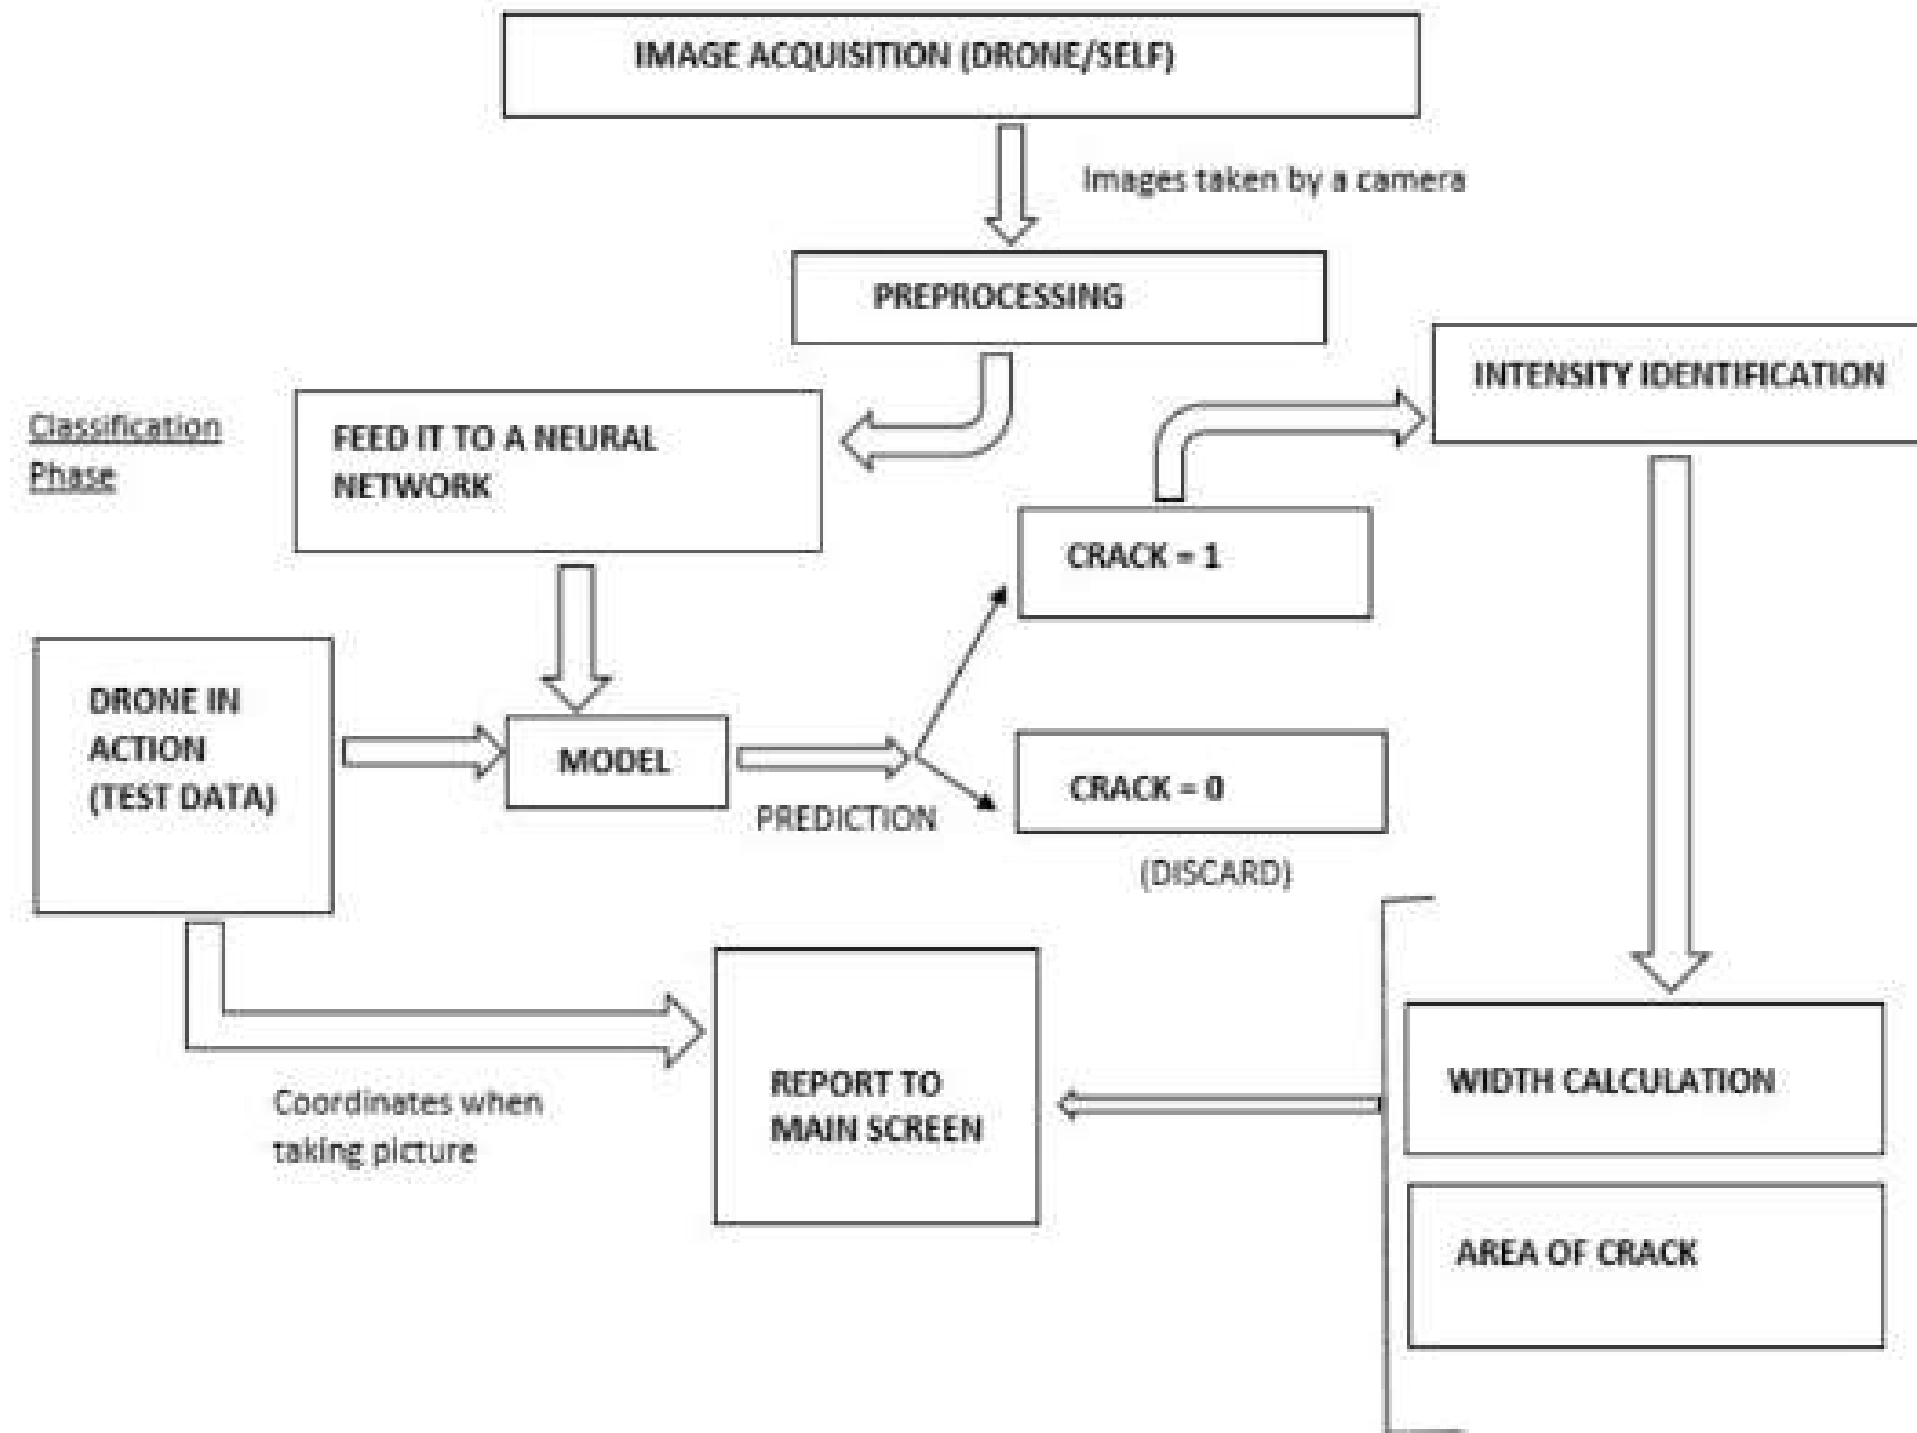 IMAGE ACQUISITION (DRONE/SELF)
Images taken by a camera
PREPROCESSING
INTENSITY IDENTIFICATION
Classification
Phase
FEED IT TO A NEURAL
NETWORK
CRACK = 1
DRONE IN
ACTION
(TEST DATA)
MODEL
PREDICTION
CRACK = 0
(DISCARD)
Coordinates when
taking picture
REPORT TO
MAIN SCREEN
WIDTH CALCULATION
AREA OF CRACK